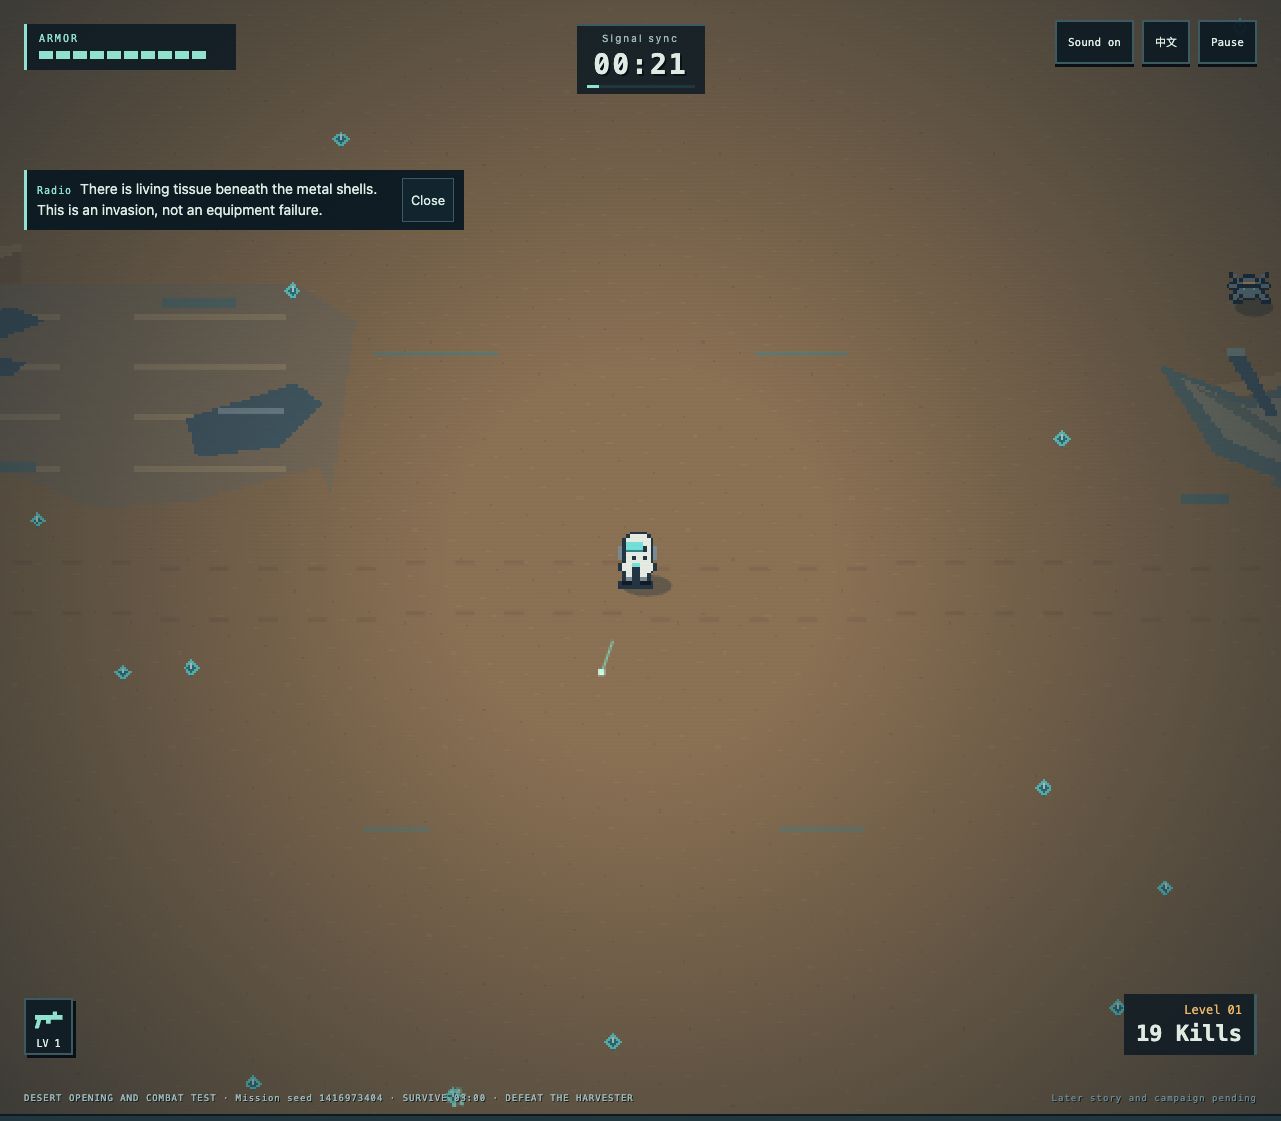 ARMOR
Signal sync
00:21
Sound on
中文
Pause
Radio There is living tissue beneath the metal shells.
This is an invasion, not an equipment failure.
Close
LV 1
Level 01
19 Kills
DESERT OPENING AND COMBAT TEST · Mission seed 1416973404 · SURVIVE 03:00 · DEFEAT THE HARVESTER
Later story and campaign pending